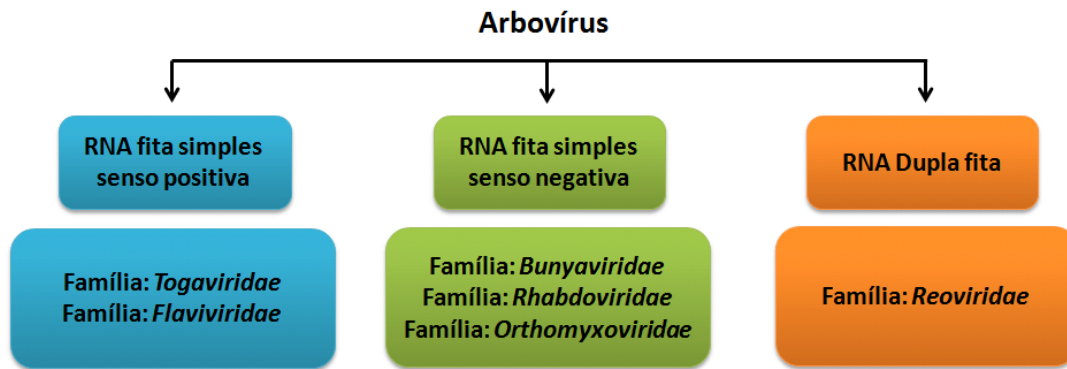 Arbovírus
RNA fita simples
senso positiva
RNA fita simples
senso negativa
RNA Dupla fita
Família: Togaviridae
Família: Flaviviridae
Família: Bunyaviridae
Família: Rhabdoviridae
Família: Orthomyxoviridae
Família: Reoviridae